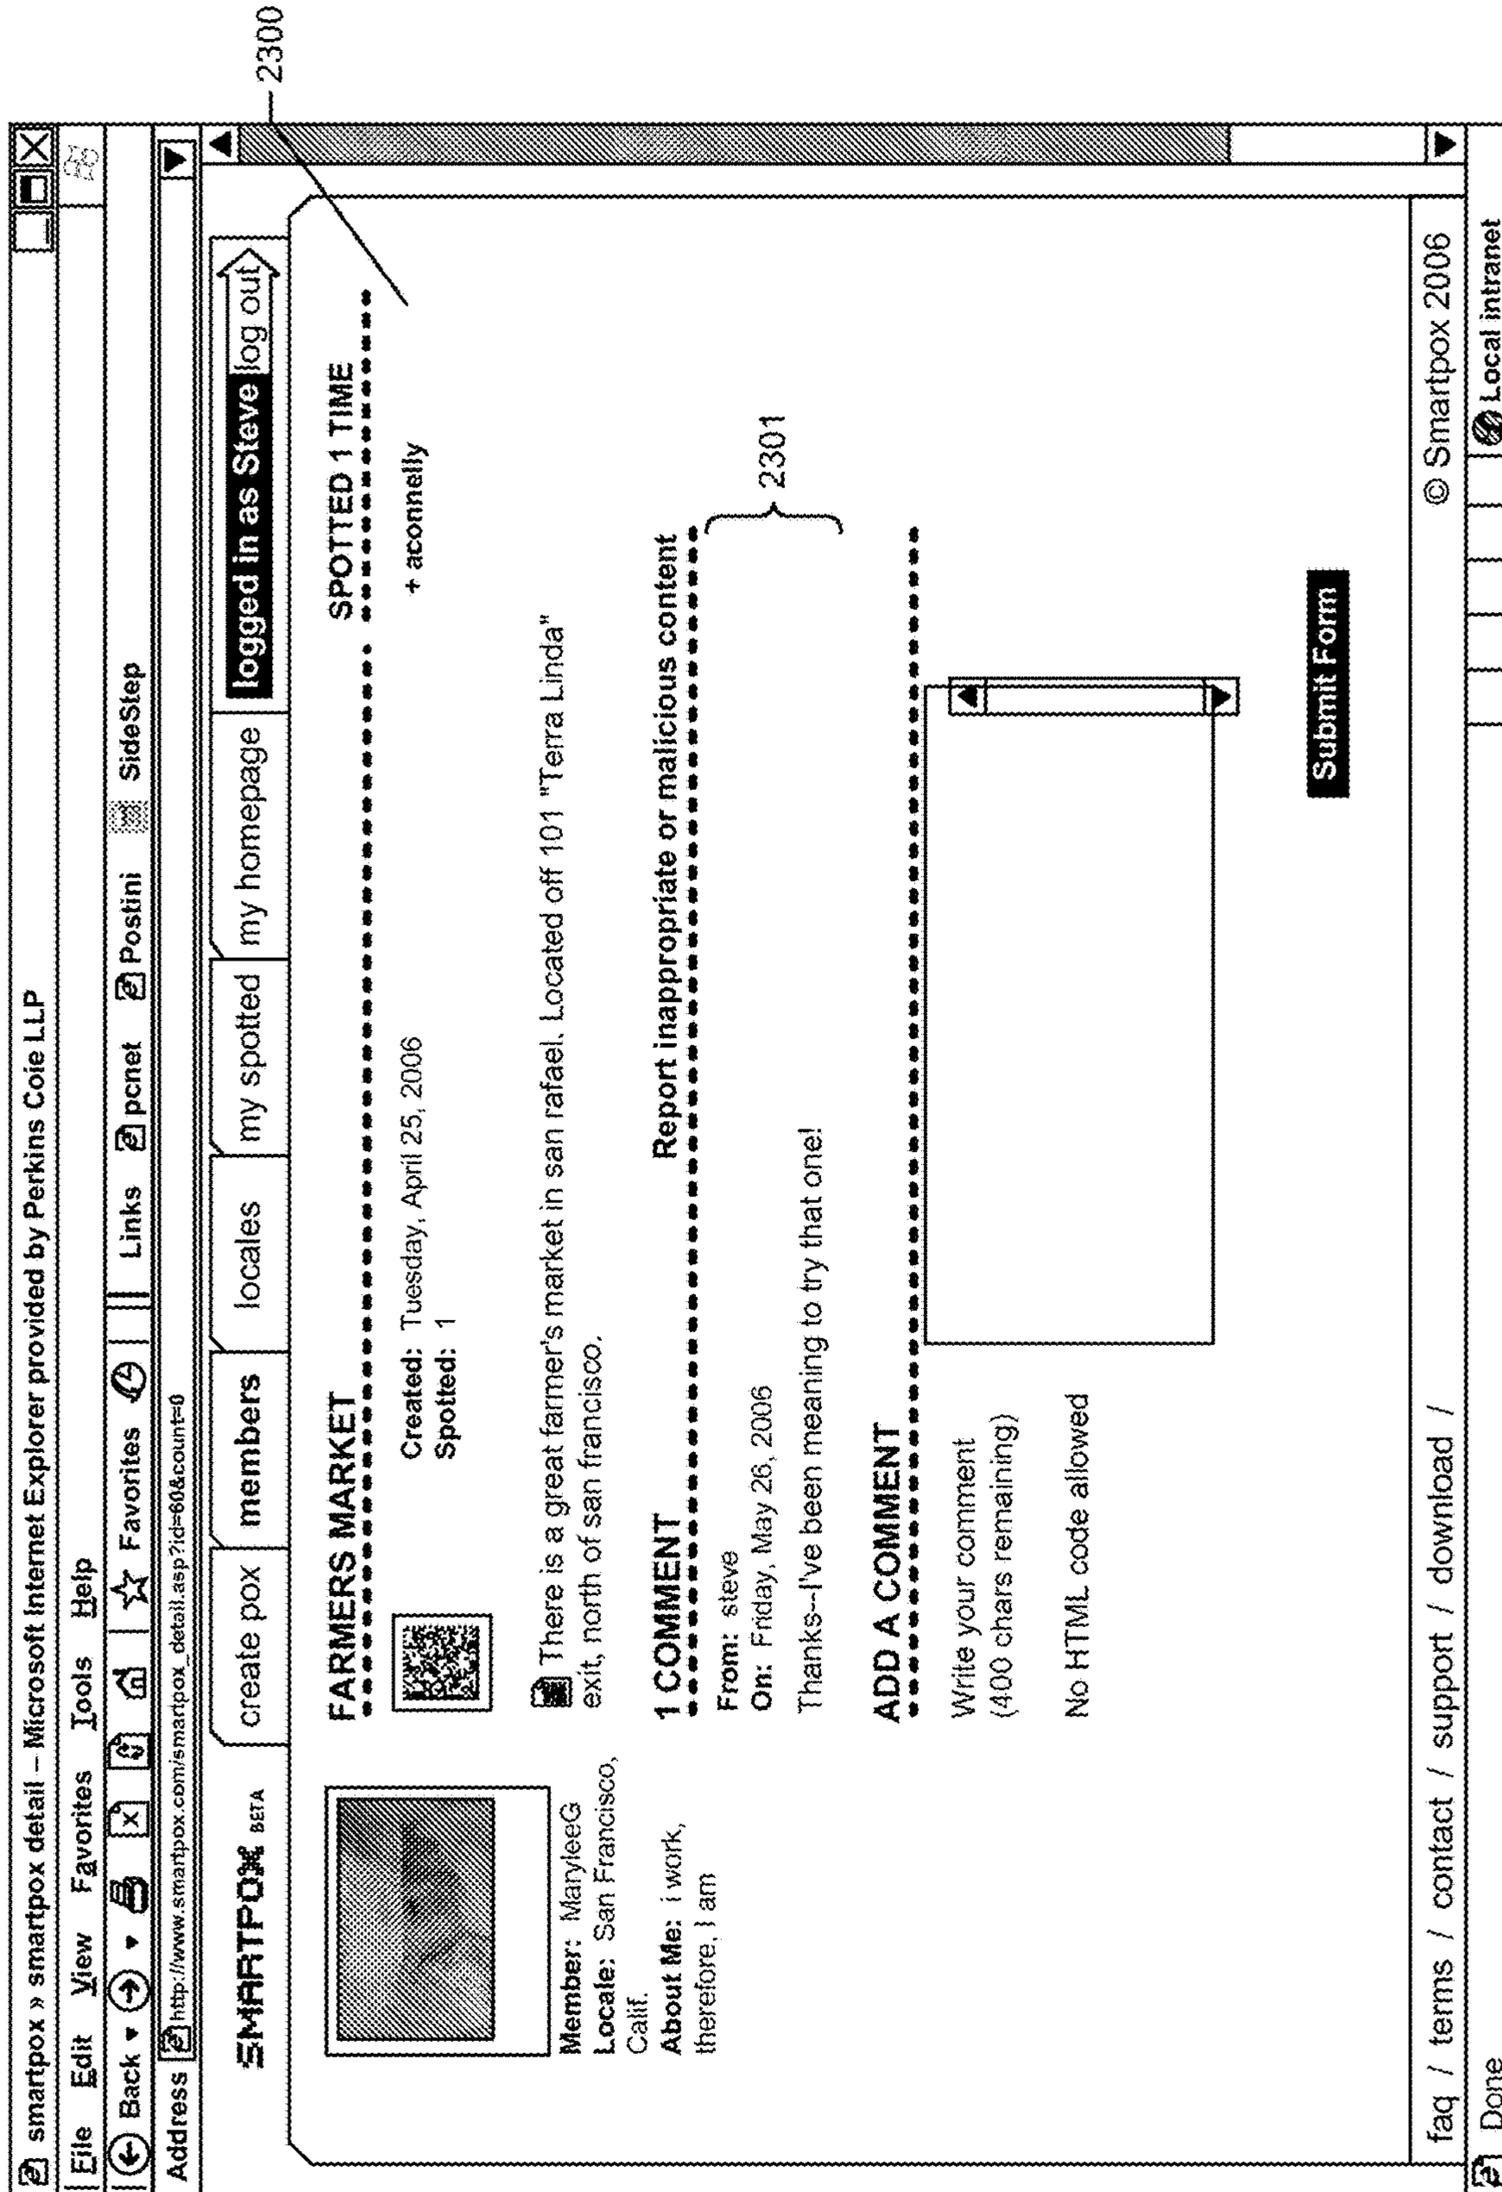 smartpox » smartpox detail – Microsoft Internet Explorer provided by Perkins Coie LLP
File Edit View Favorites Tools Help
Back Favorites Links pcnet Postini SideStep
Address http://www.smartpox.com/smartpox_detail.asp?id=60&count=0
2300
SMARTPOX BETA
create pox members locales my spotted my homepage logged in as Steve log out
Member: MaryleeG
Locale: San Francisco,
Calif.
About Me: i work,
therefore, I am
FARMERS MARKET
Created: Tuesday, April 25, 2006
Spotted: 1
There is a great farmer's market in san rafael. Located off 101 "Terra Linda"
exit, north of san francisco.
SPOTTED 1 TIME
+ aconnelly
1 COMMENT
Report inappropriate or malicious content
From: steve
On: Friday, May 26, 2006
Thanks--I've been meaning to try that one!
2301
ADD A COMMENT
Write your comment
(400 chars remaining)
No HTML code allowed
Submit Form
faq / terms / contact / support / download /
© Smartpox 2006
Done
Local intranet